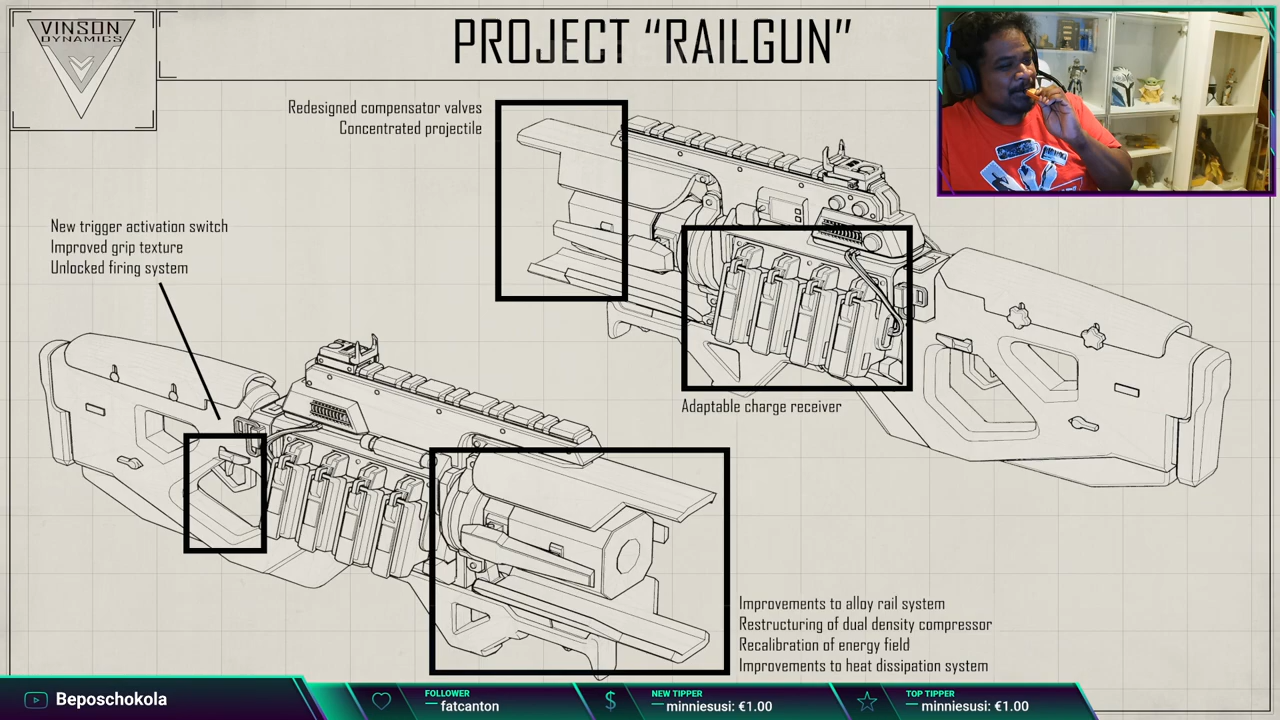 VINSON
DYNAMICS
PROJECT “RAILGUN”
Redesigned compensator valves
Concentrated projectile
New trigger activation switch
Improved grip texture
Unlocked firing system
Adaptable charge receiver
Improvements to alloy rail system
Restructuring of dual density compressor
Recalibration of energy field
Improvements to heat dissipation system
Beposchokola
FOLLOWER
fatcanton
NEW TIPPER
minniesusi: €1.00
TOP TIPPER
minniesusi: €1.00